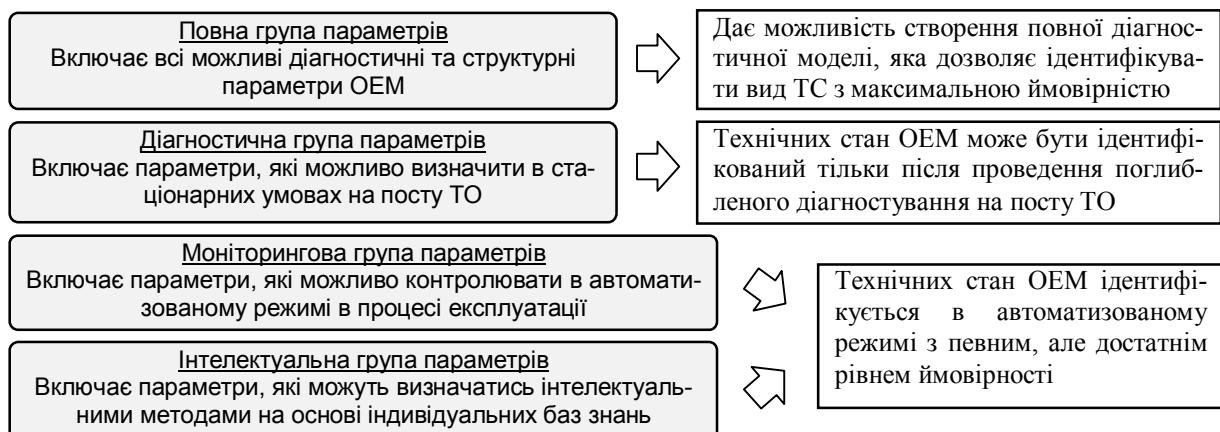 Повна група параметрів
Включає всі можливі діагностичні та структурні
параметри ОЕМ
Дає можливість створення повної діагнос-
тичної моделі, яка дозволяє ідентифікува-
ти вид ТС з максимальною ймовірністю
Діагностична група параметрів
Включає параметри, які можливо визначити в ста-
ціонарних умовах на посту ТО
Технічних стан ОЕМ може бути ідентифі-
кований тільки після проведення поглиб-
леного діагностування на посту ТО
Моніторингова група параметрів
Включає параметри, які можливо контролювати в автомати-
зованому режимі в процесі експлуатації
Інтелектуальна група параметрів
Включає параметри, які можуть визначатись інтелектуаль-
ними методами на основі індивідуальних баз знань
Технічних стан ОЕМ ідентифі-
кується в автоматизованому
режимі з певним, але достатнім
рівнем ймовірності